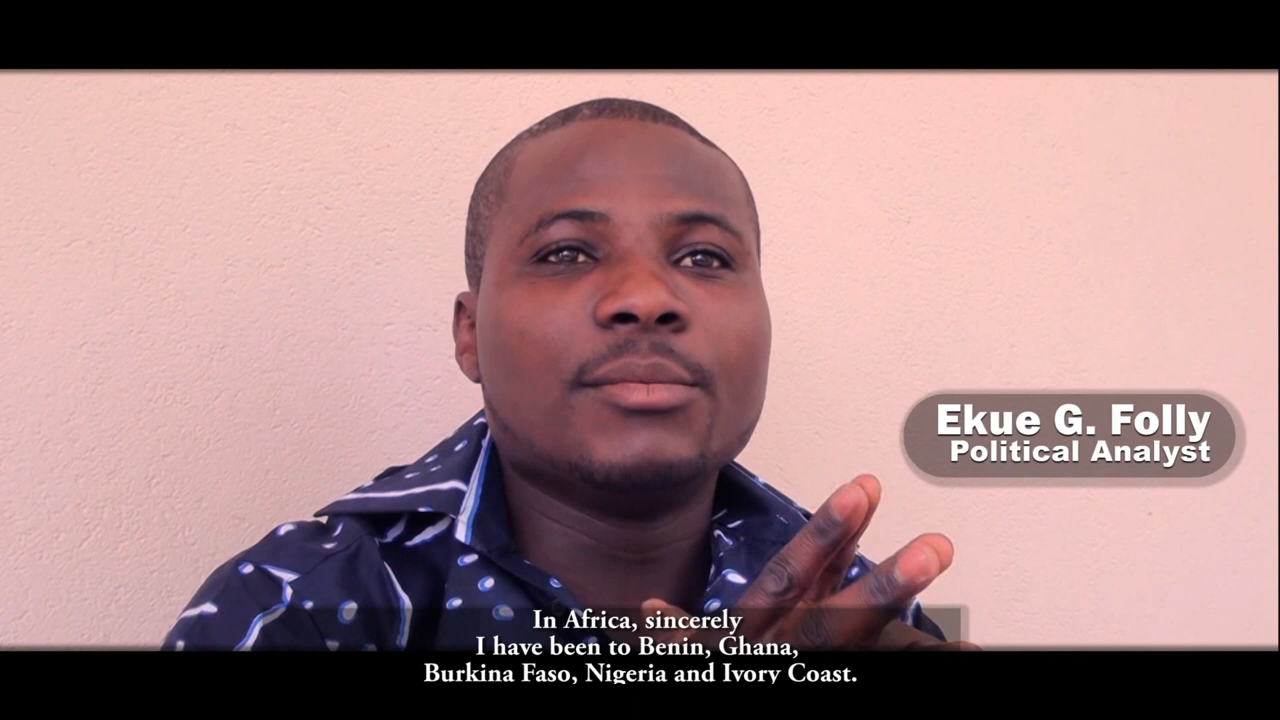 Ekue G. Folly
Political Analyst
In Africa, sincerely
I have been to Benin, Ghana,
Burkina Faso, Nigeria and Ivory Coast.